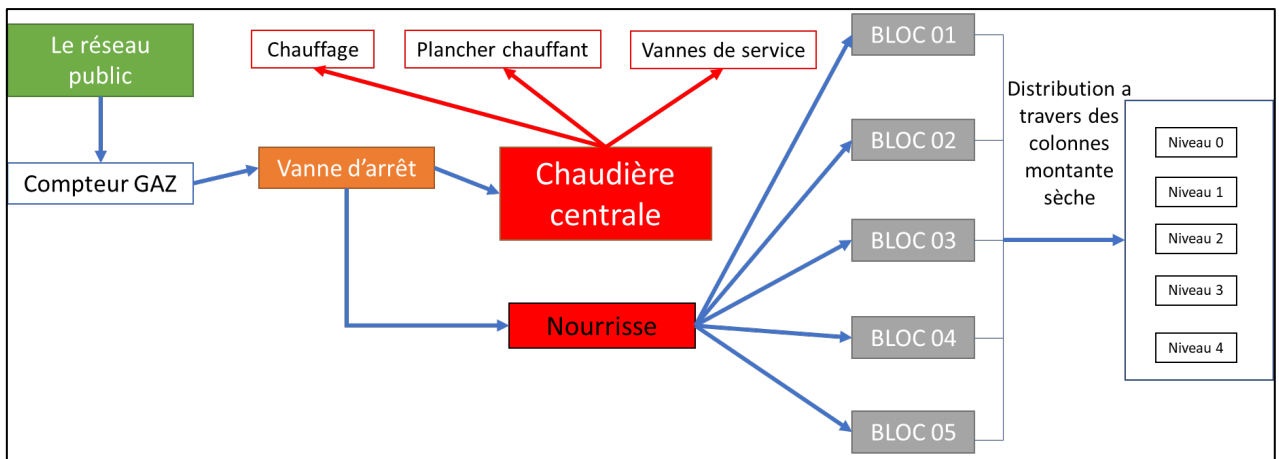 Le réseau
public
Compteur GAZ
Vanne d'arrêt
Chauffage
Plancher chauffant
Vannes de service
Chaudière
centrale
Nourrisse
BLOC 01
BLOC 02
BLOC 03
BLOC 04
BLOC 05
Distribution a
travers des
colonnes
montante
sèche
Niveau 0
Niveau 1
Niveau 2
Niveau 3
Niveau 4